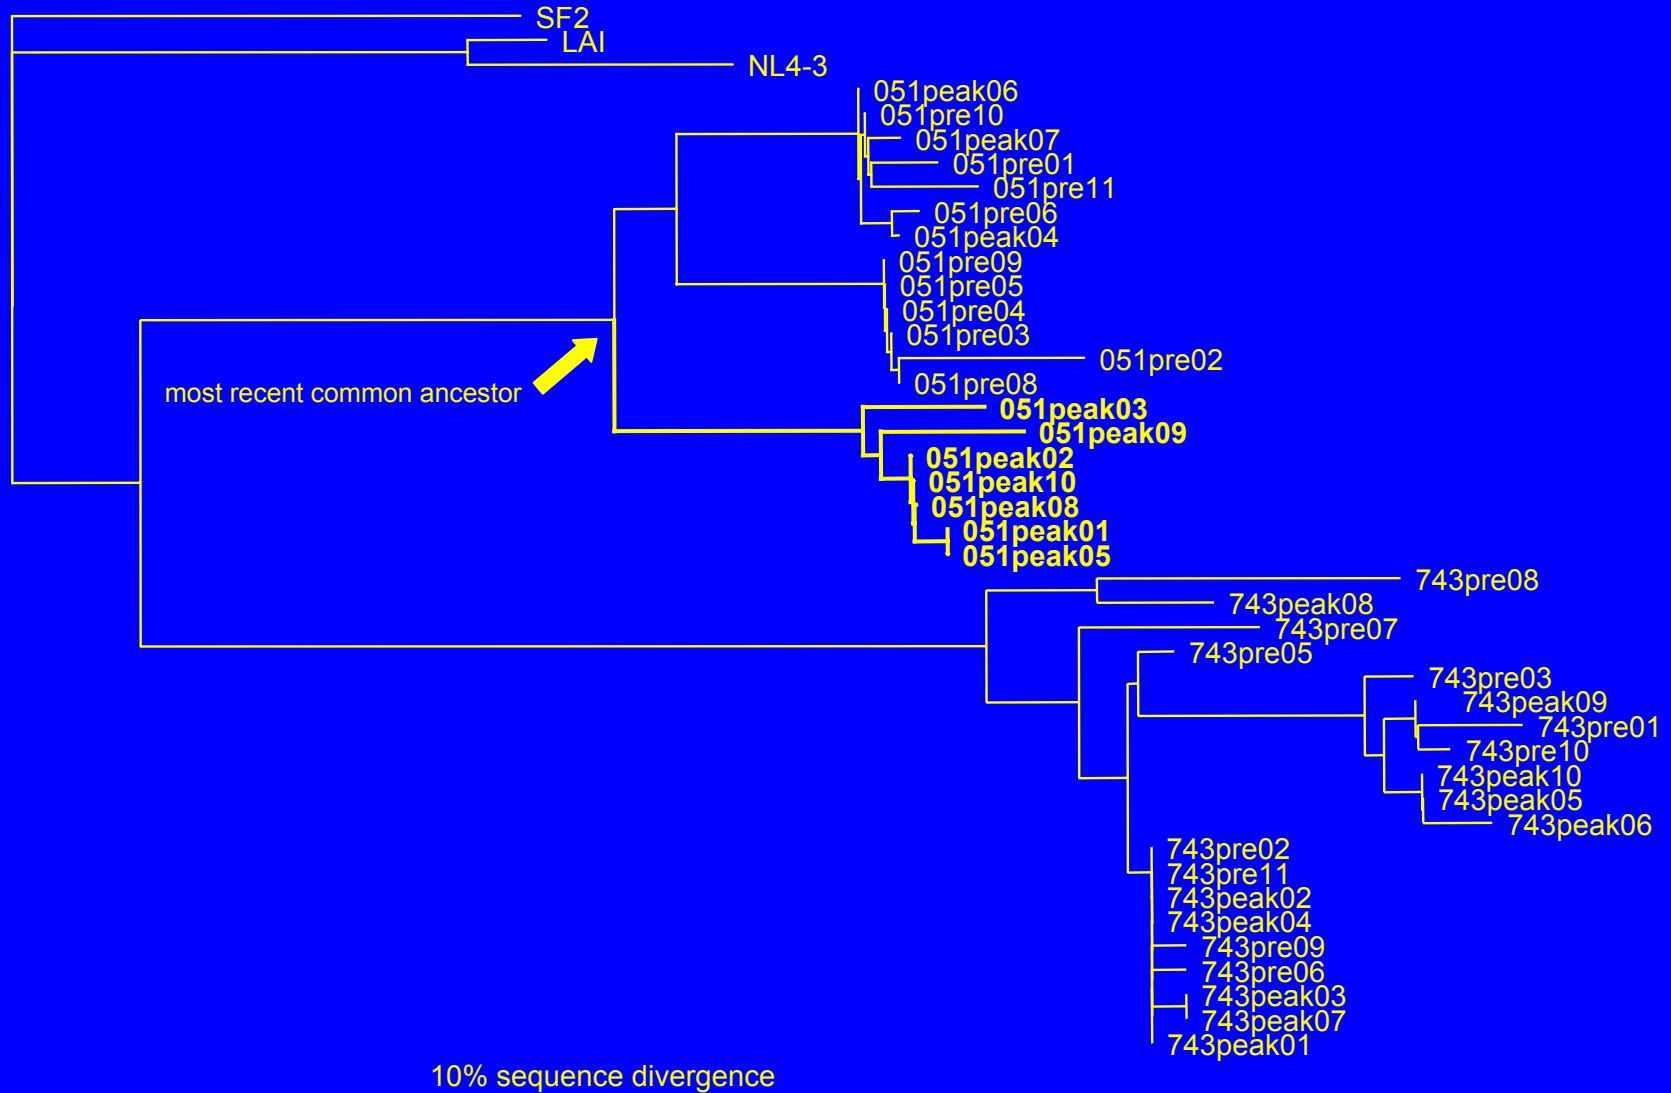 SF2
LAI
NL4-3
051peak06
051pre10
051peak07
051pre01
051pre11
051pre06
051peak04
051pre09
051pre05
051pre04
051pre03
051pre02
051pre08
most recent common ancestor
051peak03
051peak09
051peak02
051peak10
051peak08
051peak01
051peak05
743pre08
743peak08
743pre07
743pre05
743pre03
743peak09
743pre01
743pre10
743peak10
743peak05
743peak06
743pre02
743pre11
743peak02
743peak04
743pre09
743pre06
743peak03
743peak07
743peak01
10% sequence divergence